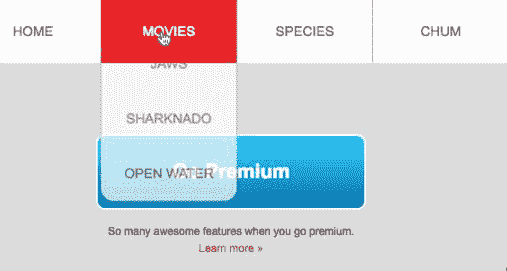 HOME MOVIES SPECIES CHUM
JAWS
SHARKNADO
OPEN WATER
Premium
So many awesome features when you go premium.
Learn more »